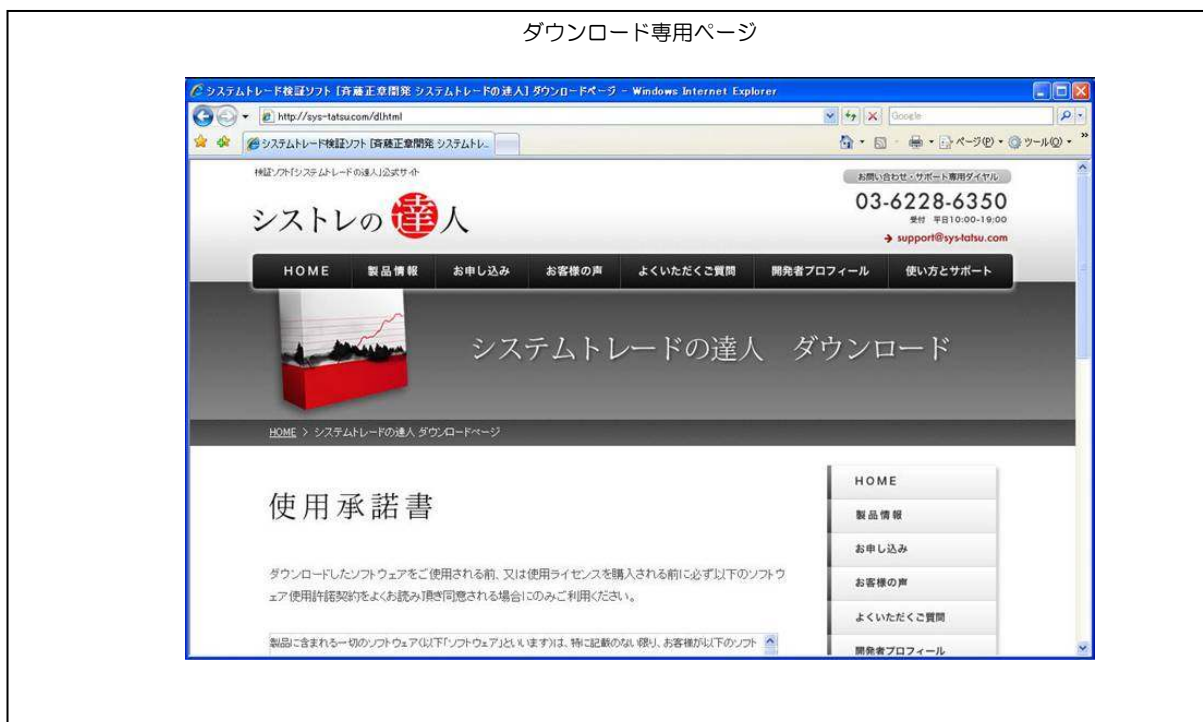 ダウンロード専用ページ
システムトレード検証ソフト【斉藤正章開発 システムトレードの達人】ダウンロードページ - Windows Internet Explorer
http://sys-tatsu.com/dl.html
Google
システムトレード検証ソフト 【斉藤正章開発 システムトレ...
ページ(P)
ツール(O)
検証ソフト「システムトレードの達人」公式サイト
お問い合わせ・サポート専用ダイヤル
シストレの達人
03-6228-6350
受付 平日10:00-19:00
support@sys-tatsu.com
HOME 製品情報 お申し込み お客様の声 よくいただくご質問 開発者プロフィール 使い方とサポート
システムトレードの達人 ダウンロード
HOME > システムトレードの達人 ダウンロードページ
使用承諾書
ダウンロードしたソフトウェアをご使用される前、又は使用ライセンスを購入される前に必ず以下のソフトウ
ェア使用許諾契約をよくお読み頂き同意される場合にのみご利用ください。
製品に含まれる一切のソフトウェア(以下「ソフトウェア」といいます)は、特に記載のない限り、お客様が以下のソフト
HOME
製品情報
お申し込み
お客様の声
よくいただくご質問
開発者プロフィール